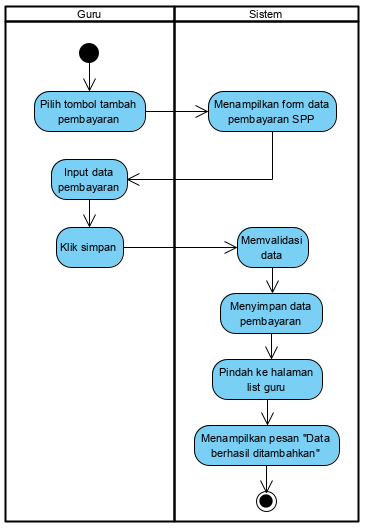 Guru
Sistem
Pilih tombol tambah
pembayaran
Menampilkan form data
pembayaran SPP
Input data
pembayaran
Klik simpan
Memvalidasi
data
Menyimpan data
pembayaran
Pindah ke halaman
list guru
Menampilkan pesan "Data
berhasil ditambahkan"